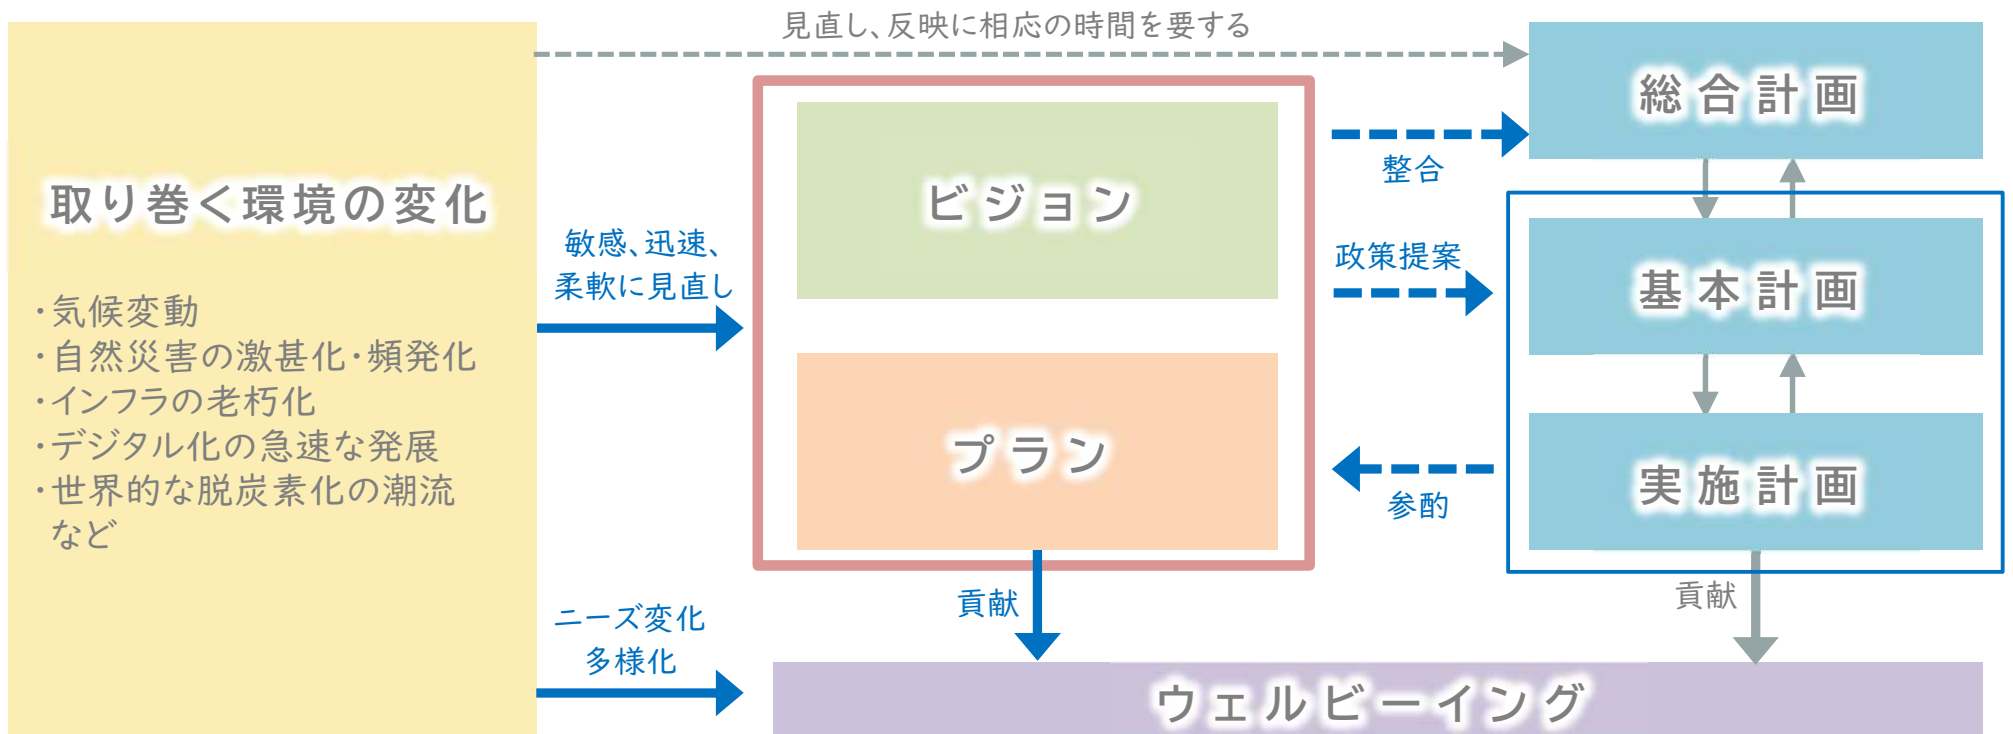 見直し、反映に相応の時間を要する
取り巻く環境の変化
・気候変動
・自然災害の激甚化・頻発化
・インフラの老朽化
・デジタル化の急速な発展
・世界的な脱炭素化の潮流
など
敏感、迅速、
柔軟に見直し
ニーズ変化
多様化
ビジョン
プラン
貢献
整合
政策提案
参酌
総合計画
基本計画
実施計画
貢献
ウェルビーイング